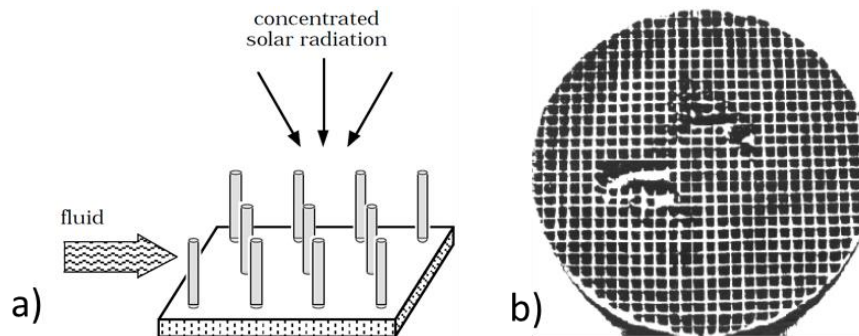 concentrated
solar radiation
fluid
a)
b)